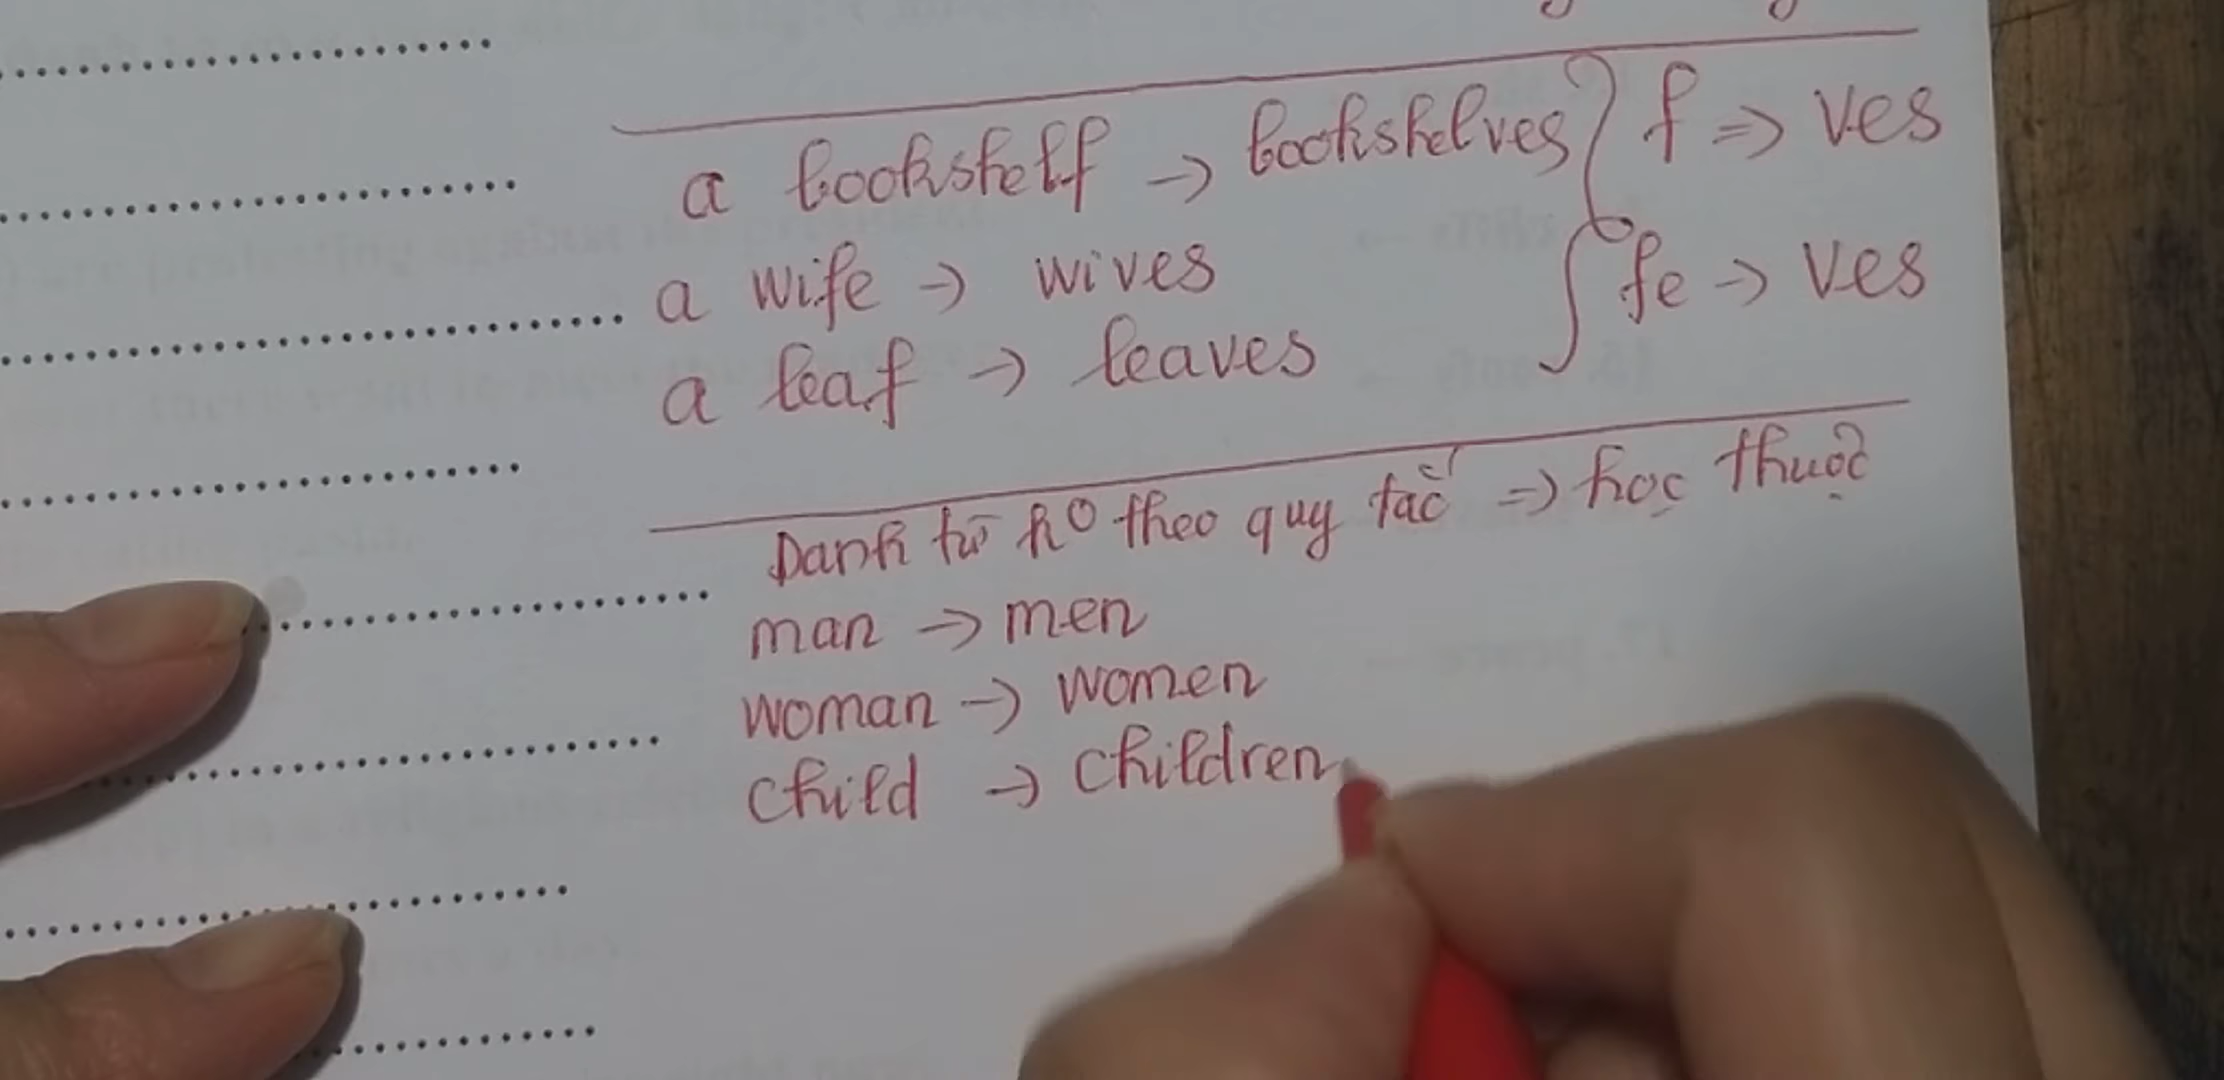 a bookshelf → bookshelves } f => ves
a wife → wives { fe → ves
a leaf → leaves
Danh từ k⁰ theo quy tắc => học thuộc
man → men
woman → women
child → children